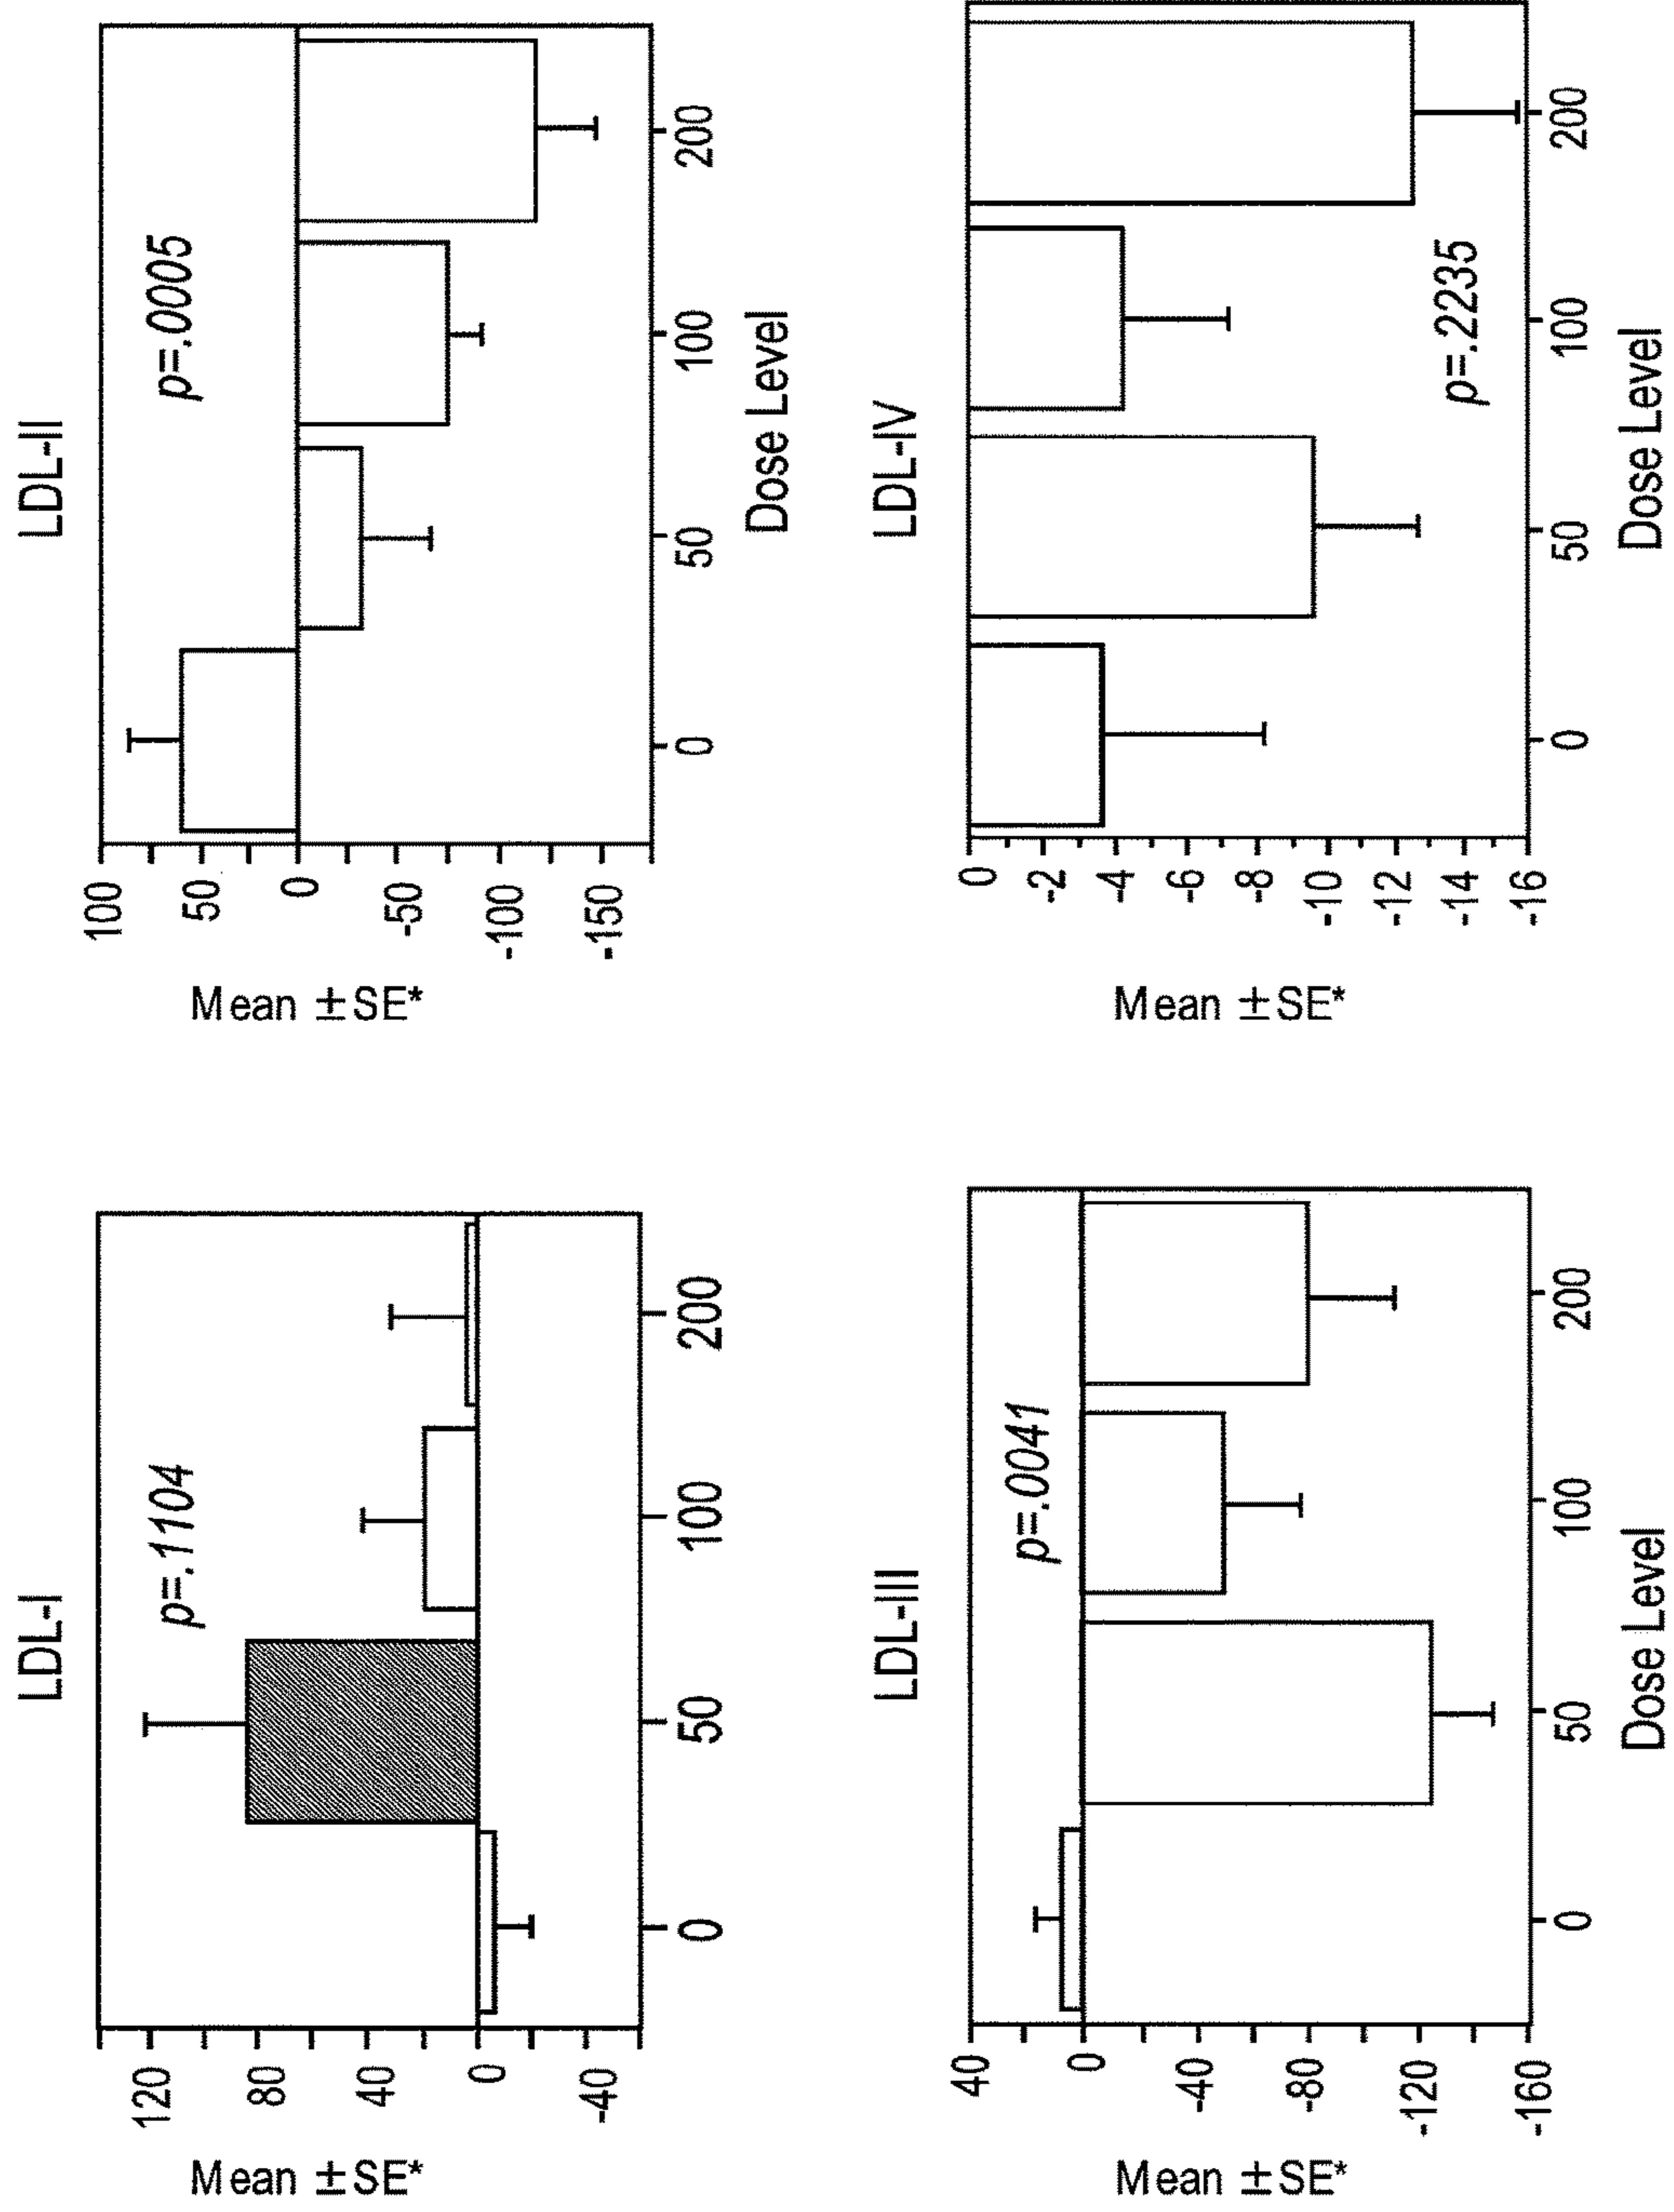 LDL-I
p=.1104
120
80
40
0
-40
Mean ±SE*
0
50
100
200
LDL-II
p=.0005
100
50
0
-50
-100
-150
Mean ±SE*
0
50
100
200
Dose Level
LDL-III
p=.0041
40
0
-40
-80
-120
-160
Mean ±SE*
0
50
100
200
Dose Level
LDL-IV
0
-2
-4
-6
-8
-10
-12
-14
-16
Mean ±SE*
p=.2235
0
50
100
200
Dose Level